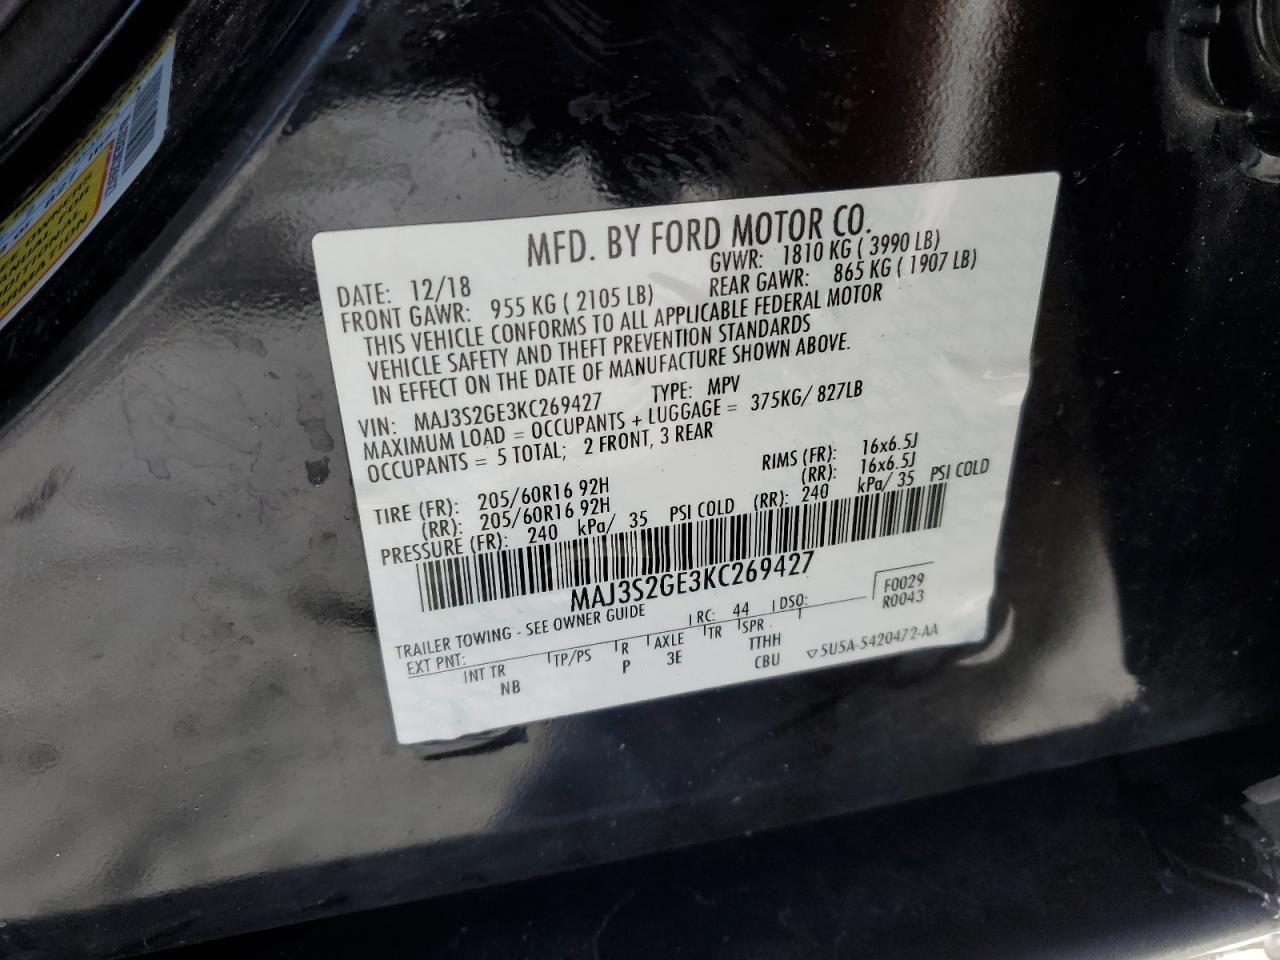 MFD. BY FORD MOTOR CO.
DATE: 12/18 GVWR: 1810 KG ( 3990 LB)
FRONT GAWR: 955 KG ( 2105 LB) REAR GAWR: 865 KG ( 1907 LB)
THIS VEHICLE CONFORMS TO ALL APPLICABLE FEDERAL MOTOR
VEHICLE SAFETY AND THEFT PREVENTION STANDARDS
IN EFFECT ON THE DATE OF MANUFACTURE SHOWN ABOVE.
VIN: MAJ3S2GE3KC269427 TYPE: MPV
MAXIMUM LOAD = OCCUPANTS + LUGGAGE = 375KG/ 827LB
OCCUPANTS = 5 TOTAL; 2 FRONT, 3 REAR
TIRE (FR): 205/60R16 92H RIMS (FR): 16x6.5J
(RR): 205/60R16 92H (RR): 16x6.5J
PRESSURE (FR): 240 kPa/ 35 PSI COLD (RR): 240 kPa/ 35 PSI COLD
MAJ3S2GE3KC269427
TRAILER TOWING - SEE OWNER GUIDE
F0029
R0043
EXT PNT: RC: 44 DSO:
INT TR TP/PS R AXLE TR SPR
NB P 3E TTHH
CBU
5U5A-5420472-AA